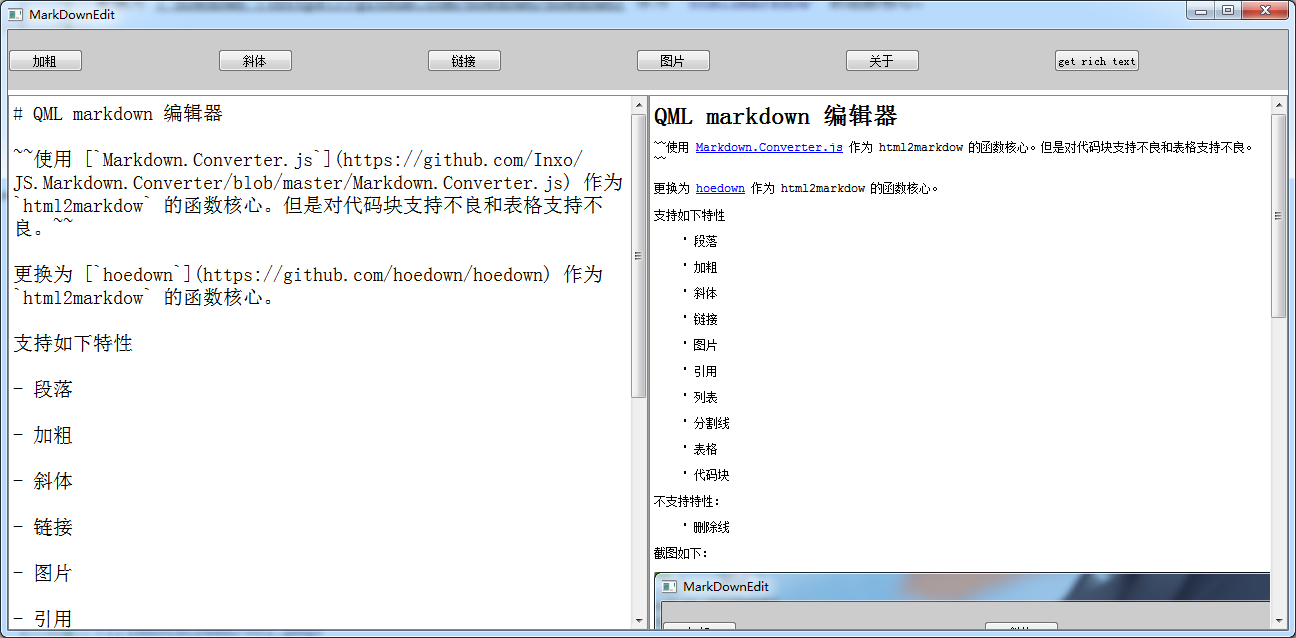 MarkDownEdit
加粗 斜体 链接 图片 关于 get rich text
# QML markdown 编辑器
~~使用 [`Markdown.Converter.js`](https://github.com/Inxo/
JS.Markdown.Converter/blob/master/Markdown.Converter.js) 作为
`html2markdow` 的函数核心。但是对代码块支持不良和表格支持不
良。~~
更换为 [`hoedown`](https://github.com/hoedown/hoedown) 作为
`html2markdow` 的函数核心。
支持如下特性
- 段落
- 加粗
- 斜体
- 链接
- 图片
- 引用
QML markdown 编辑器
~~使用 Markdown.Converter.js 作为 html2markdow 的函数核心。但是对代码块支持不良和表格支持不良。
~~
更换为 hoedown 作为 html2markdow 的函数核心。
支持如下特性
· 段落
· 加粗
· 斜体
· 链接
· 图片
· 引用
· 列表
· 分割线
· 表格
· 代码块
不支持特性:
· 删除线
截图如下:
MarkDownEdit